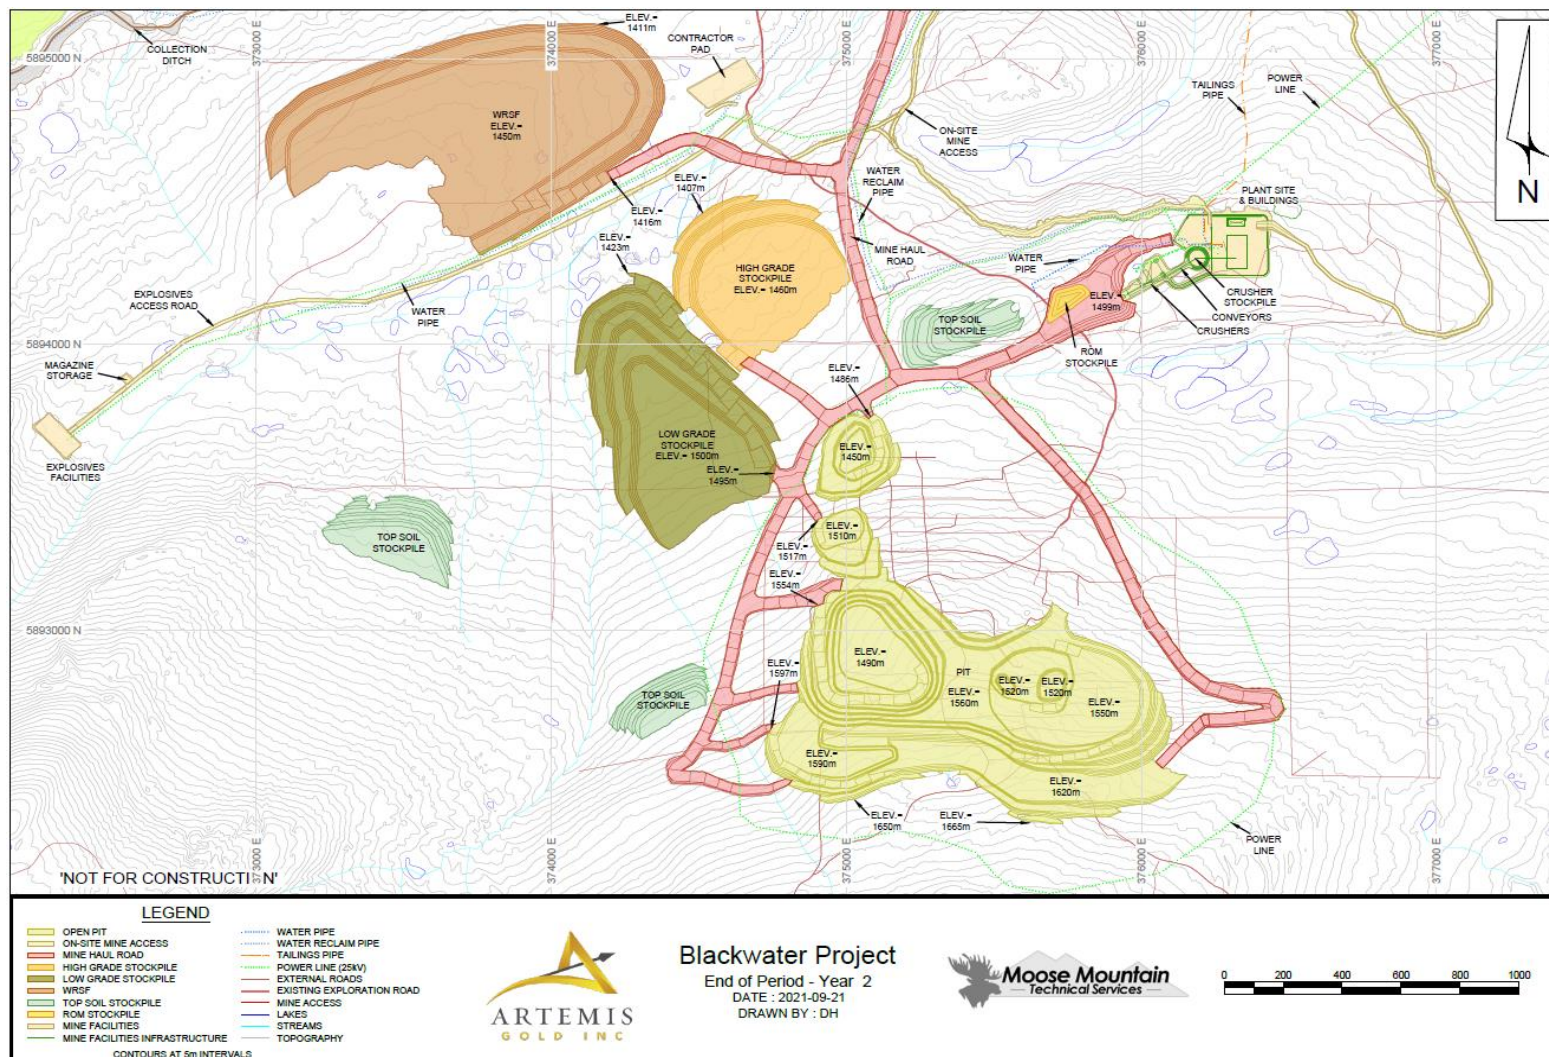 ELEV.=
1411m
CONTRACTOR
PAD
COLLECTION
DITCH
373000 E
374000 E
375000 E
376000 E
377000 E
5895000 N
TAILINGS
PIPE
POWER
LINE
WRSF
ELEV.=
1450m
ON-SITE
MINE
ACCESS
WATER
RECLAIM
PIPE
ELEV.=
1407m
PLANT SITE
& BUILDINGS
N
ELEV.=
1416m
ELEV.=
1423m
MINE HAUL
ROAD
WATER
PIPE
HIGH GRADE
STOCKPILE
ELEV.= 1460m
EXPLOSIVES
ACCESS ROAD
WATER
PIPE
ELEV.=
1499m
CRUSHER
STOCKPILE
CONVEYORS
CRUSHERS
TOP SOIL
STOCKPILE
5894000 N
ROM
STOCKPILE
MAGAZINE
STORAGE
ELEV.=
1486m
LOW GRADE
STOCKPILE
ELEV.= 1500m
ELEV.=
1450m
ELEV.=
1495m
EXPLOSIVES
FACILITIES
TOP SOIL
STOCKPILE
ELEV.=
1510m
ELEV.=
1517m
ELEV.=
1554m
5893000 N
ELEV.=
1490m
ELEV.=
1597m
PIT
ELEV.=
1560m
ELEV.=
1520m
ELEV.=
1520m
ELEV.=
1550m
TOP SOIL
STOCKPILE
ELEV.=
1590m
ELEV.=
1620m
ELEV.=
1650m
ELEV.=
1665m
POWER
LINE
373000 E
374000 E
375000 E
376000 E
377000 E
'NOT FOR CONSTRUCTI N'
LEGEND
OPEN PIT
ON-SITE MINE ACCESS
MINE HAUL ROAD
HIGH GRADE STOCKPILE
LOW GRADE STOCKPILE
WRSF
TOP SOIL STOCKPILE
ROM STOCKPILE
MINE FACILITIES
MINE FACILITIES INFRASTRUCTURE
WATER PIPE
WATER RECLAIM PIPE
TAILINGS PIPE
POWER LINE (25kV)
EXTERNAL ROADS
EXISTING EXPLORATION ROAD
MINE ACCESS
LAKES
STREAMS
TOPOGRAPHY
CONTOURS AT 5m INTERVALS
ARTEMIS
GOLD INC
Blackwater Project
End of Period - Year 2
DATE : 2021-09-21
DRAWN BY : DH
Moose Mountain
Technical Services
0 200 400 600 800 1000